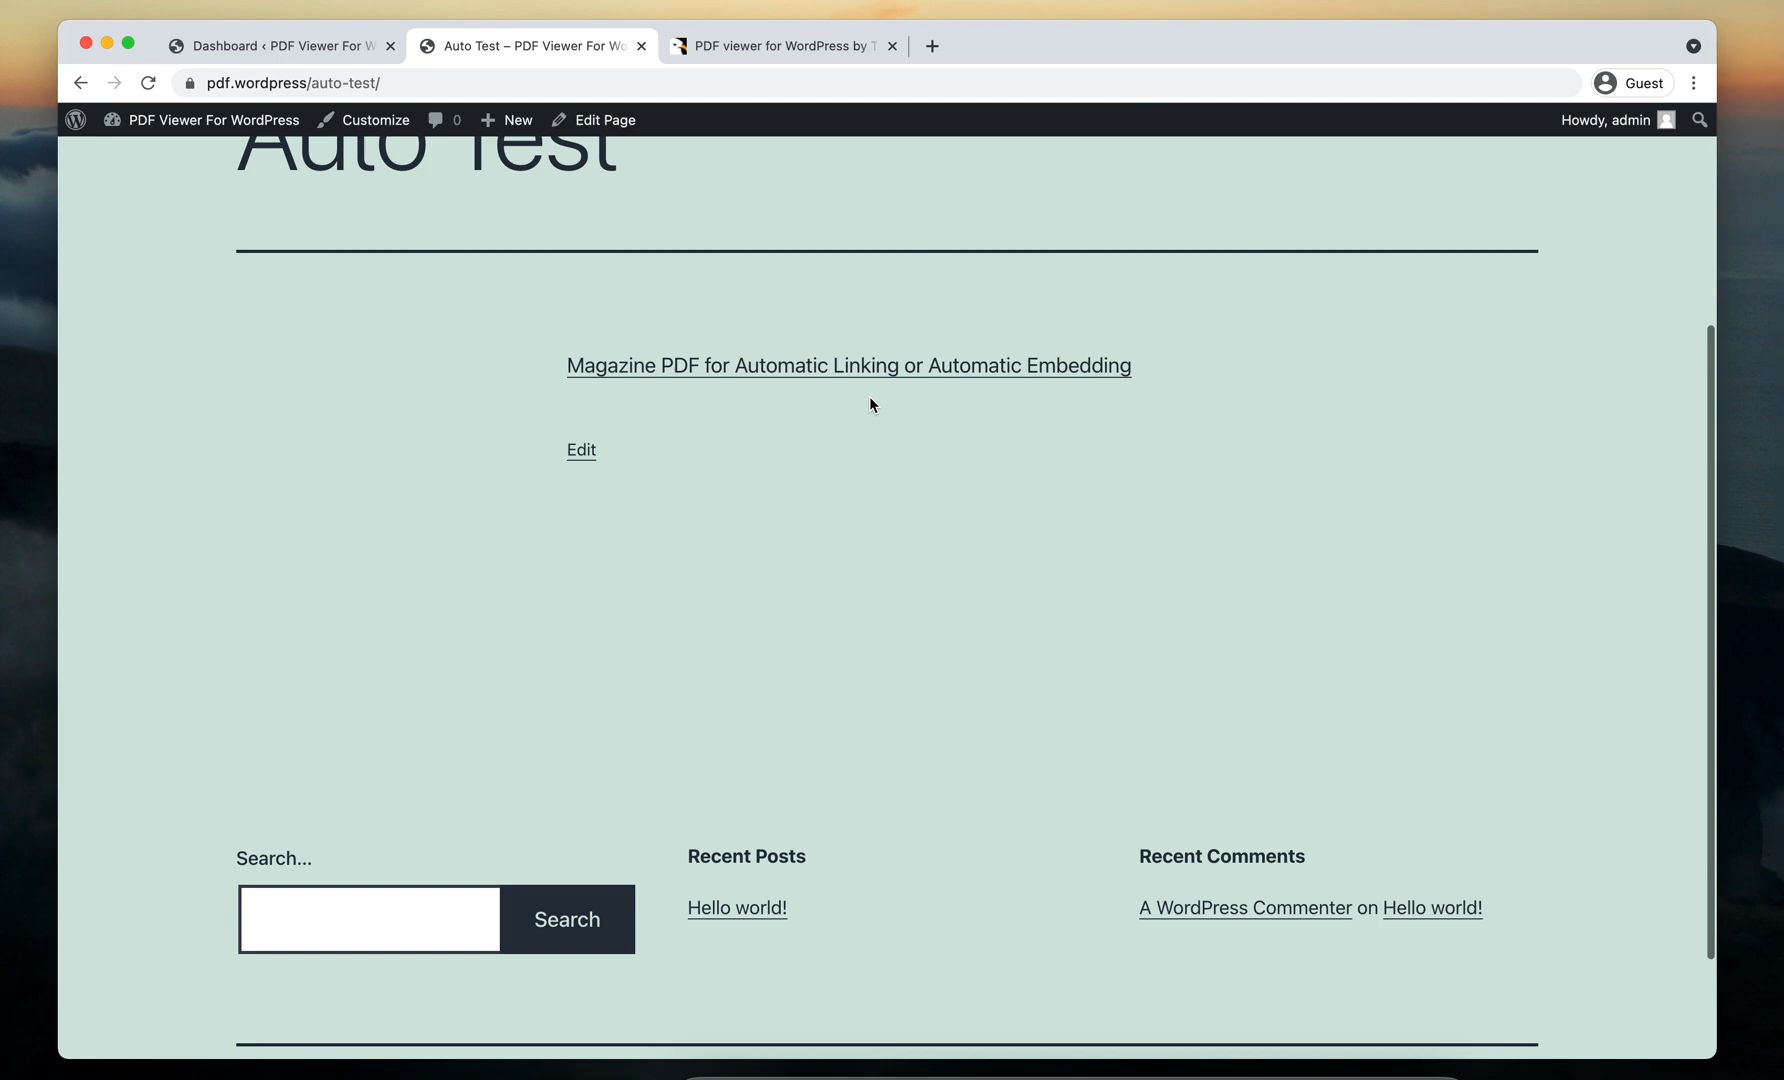 Dashboard ‹ PDF Viewer For W
Auto Test – PDF Viewer For Wo
PDF viewer for WordPress by T
pdf.wordpress/auto-test/
Guest
PDF Viewer For WordPress
Customize
0
New
Edit Page
Howdy, admin
Auto Test
Magazine PDF for Automatic Linking or Automatic Embedding
Edit
Search...
Search
Recent Posts
Hello world!
Recent Comments
A WordPress Commenter on Hello world!